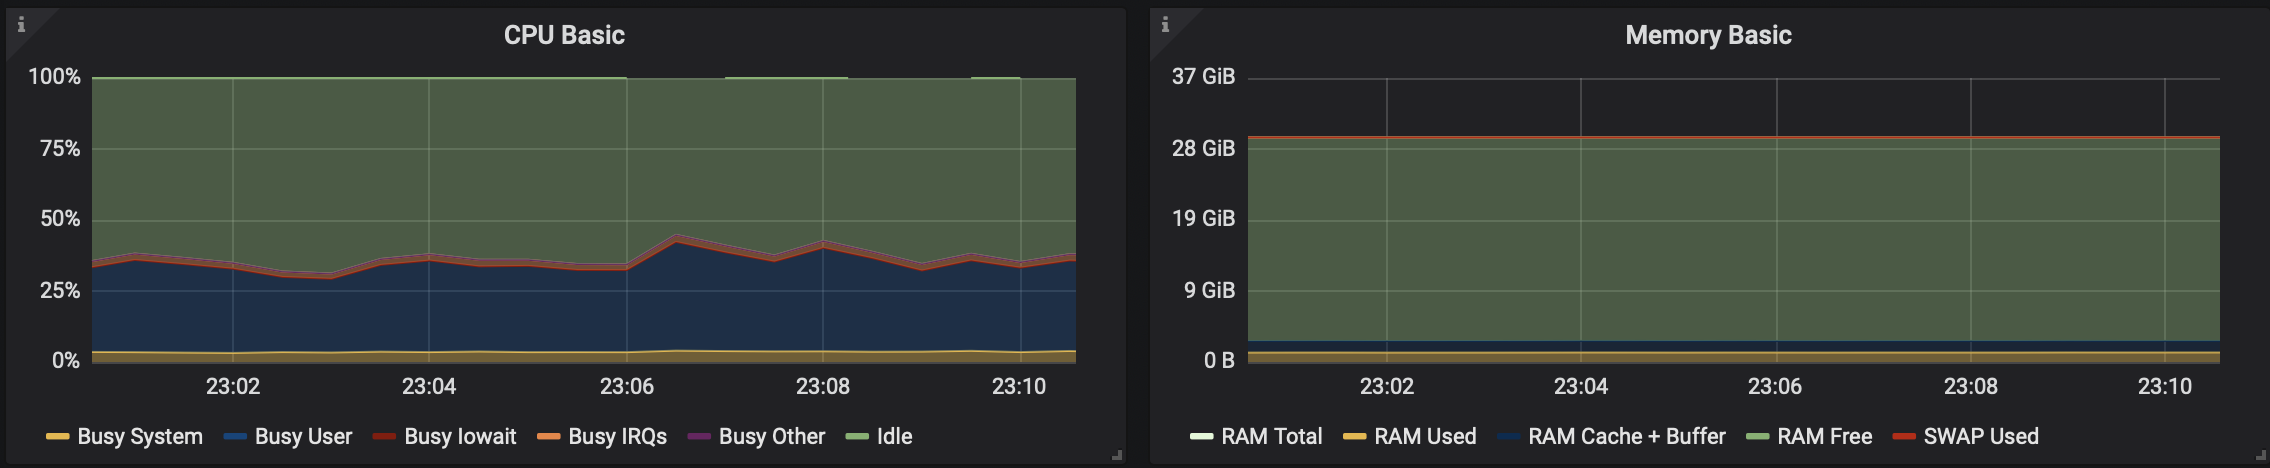 CPU Basic
100%
75%
50%
25%
0%
23:02 23:04 23:06 23:08 23:10
Busy System Busy User Busy Iowait Busy IRQs Busy Other Idle
Memory Basic
37 GiB
28 GiB
19 GiB
9 GiB
0 B
23:02 23:04 23:06 23:08 23:10
RAM Total RAM Used RAM Cache + Buffer RAM Free SWAP Used